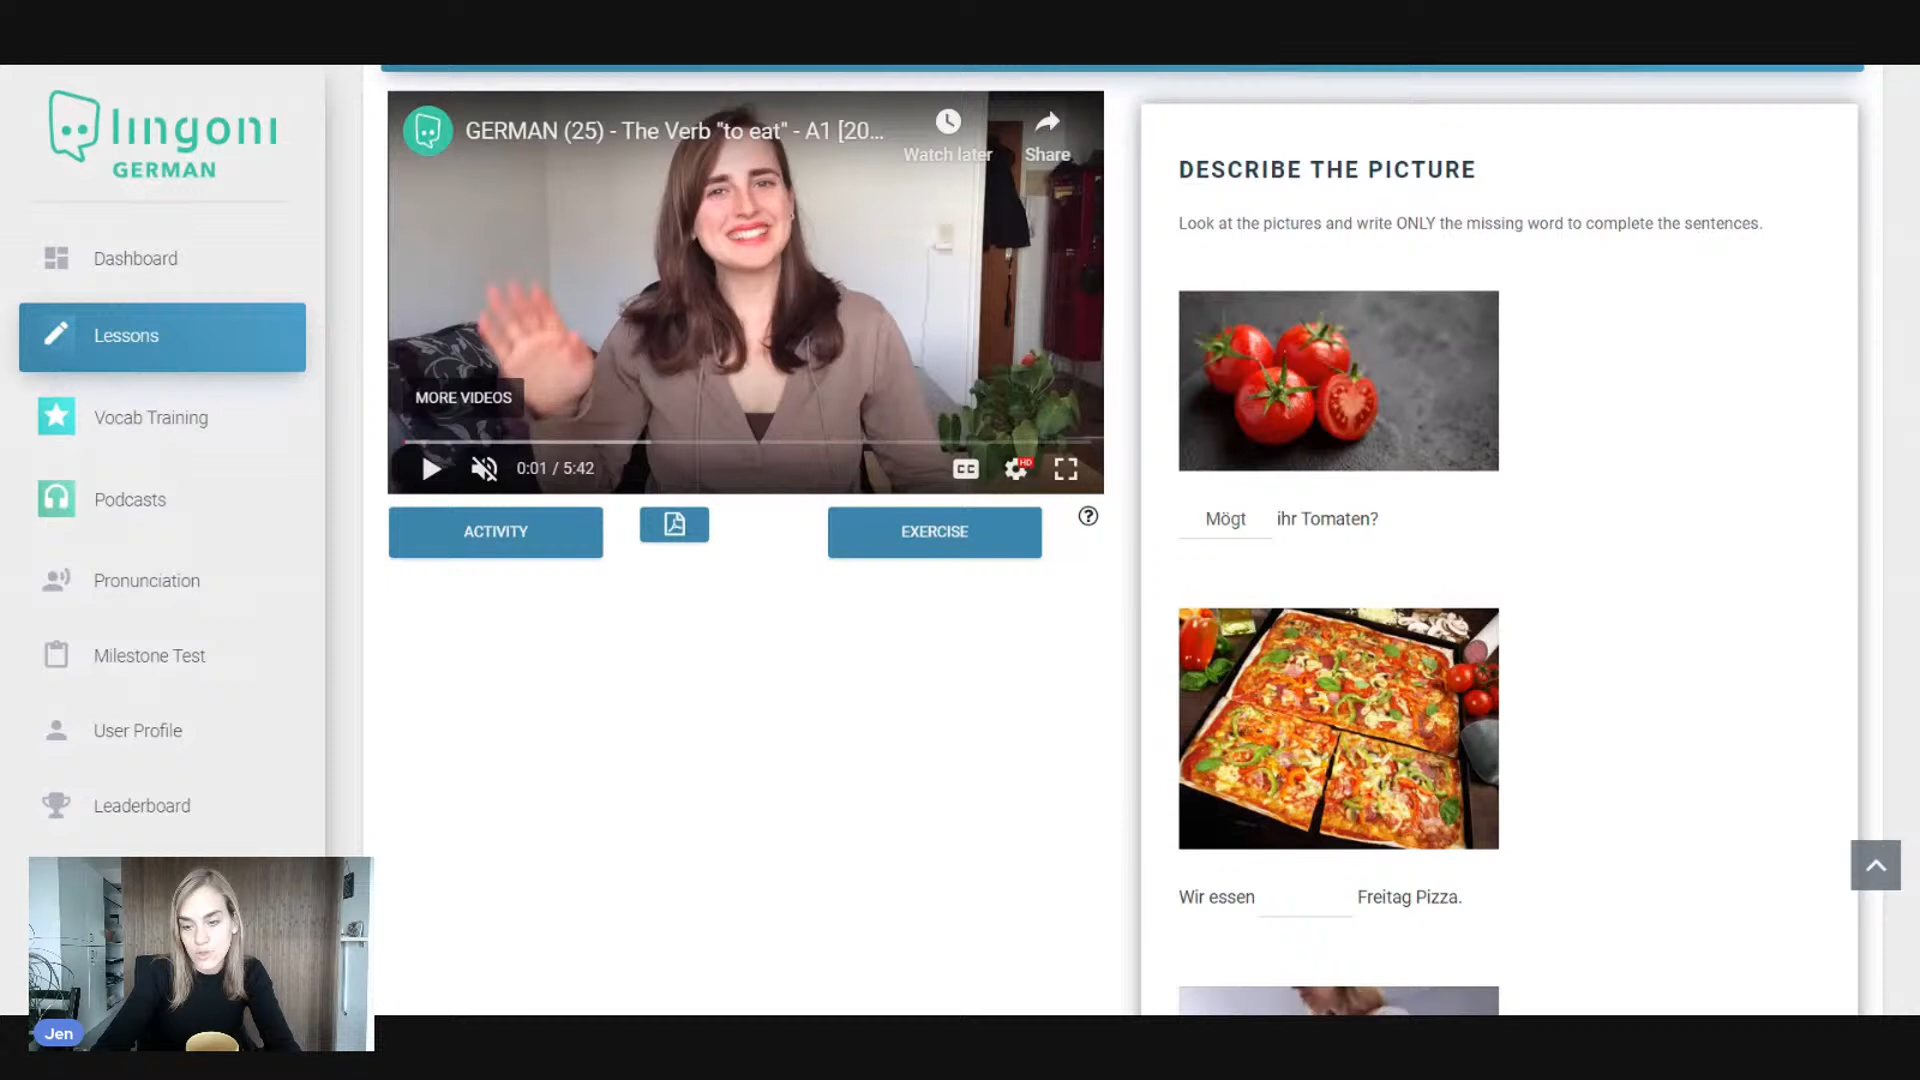 lingoni
GERMAN
Dashboard
Lessons
Vocab Training
Podcasts
Pronunciation
Milestone Test
User Profile
Leaderboard
Jen
GERMAN (25) - The Verb "to eat" - A1 [20...
Watch later
Share
MORE VIDEOS
0:01 / 5:42
CC
HD
ACTIVITY
EXERCISE
?
DESCRIBE THE PICTURE
Look at the pictures and write ONLY the missing word to complete the sentences.
Mögt ihr Tomaten?
Wir essen Freitag Pizza.